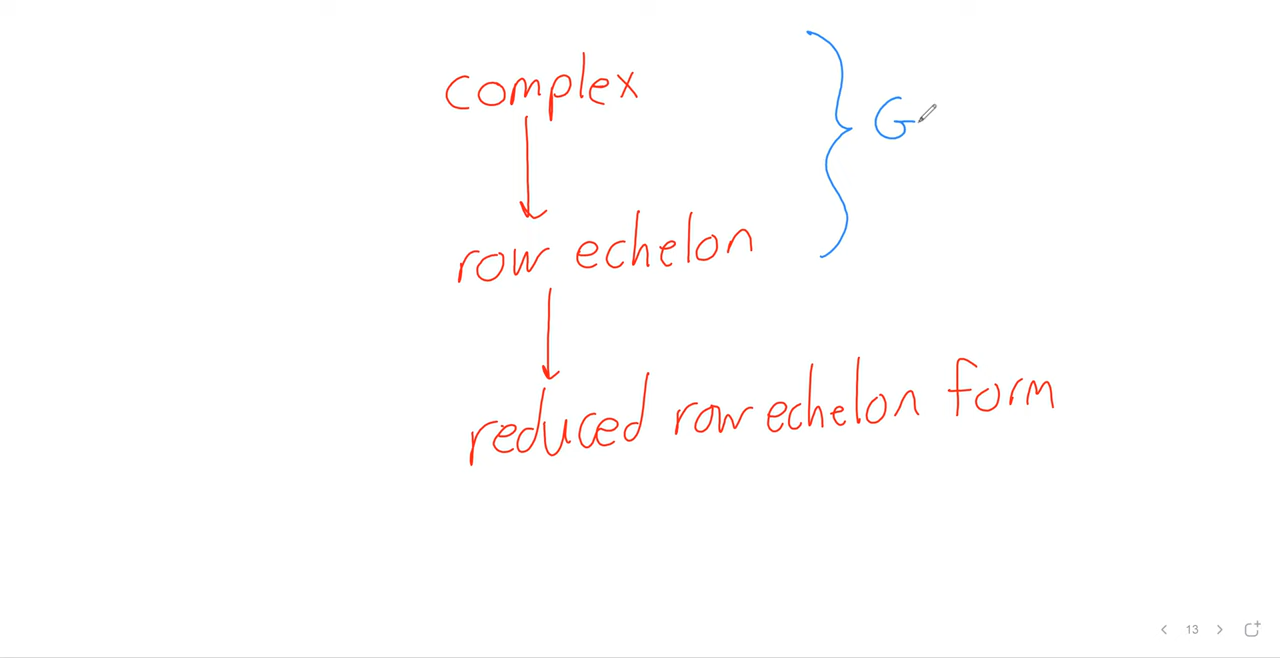 complex
G
row echelon
reduced row echelon form
13